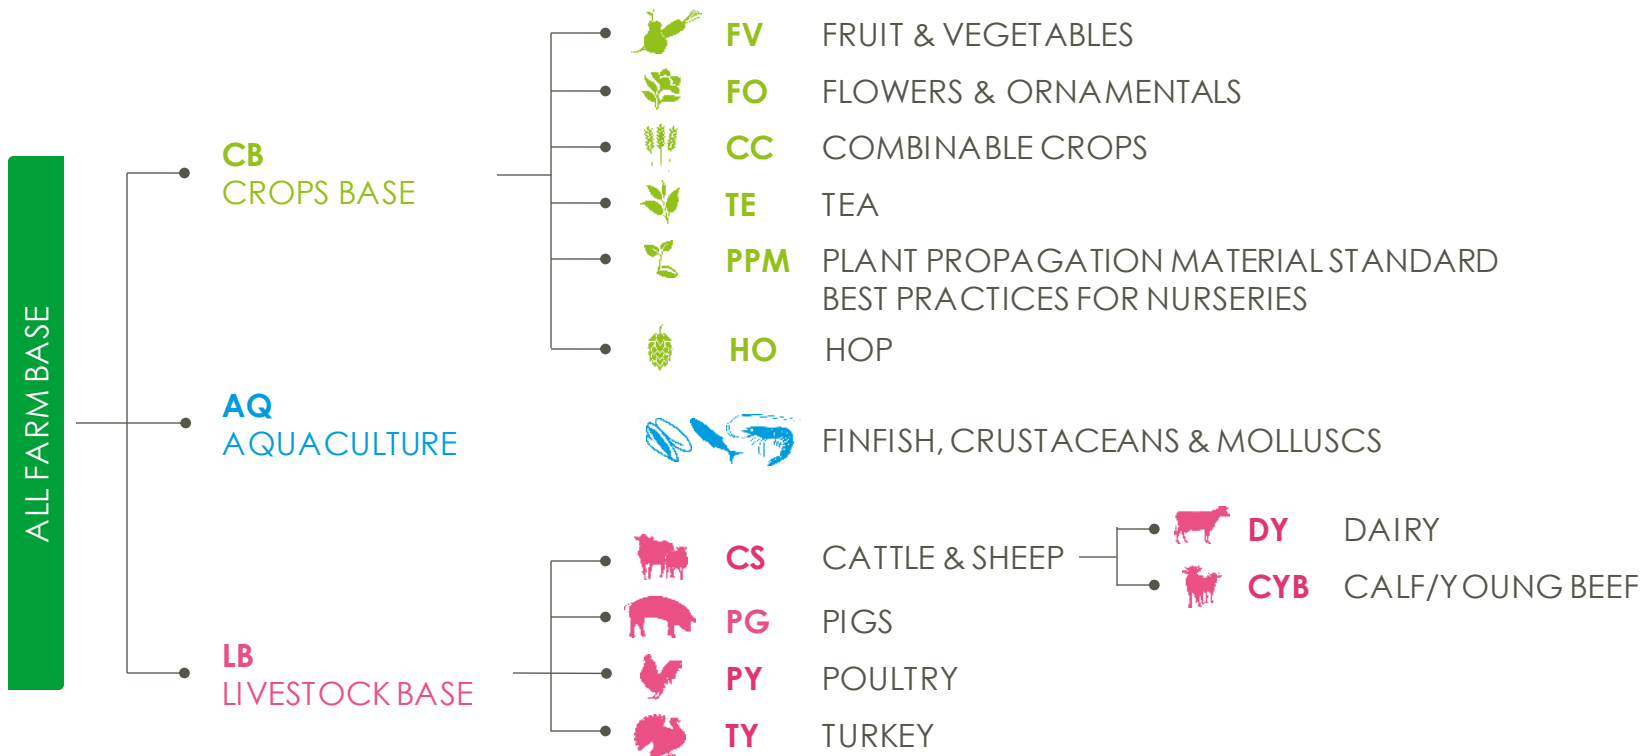 ALL FARM BASE
CB
CROPS BASE
FV FRUIT & VEGETABLES
FO FLOWERS & ORNAMENTALS
CC COMBINABLE CROPS
TE TEA
PPM PLANT PROPAGATION MATERIAL STANDARD
BEST PRACTICES FOR NURSERIES
HO HOP
AQ
AQUACULTURE
FINFISH, CRUSTACEANS & MOLLUSCS
LB
LIVESTOCK BASE
CS CATTLE & SHEEP
DY DAIRY
CYB CALF/YOUNG BEEF
PG PIGS
PY POULTRY
TY TURKEY